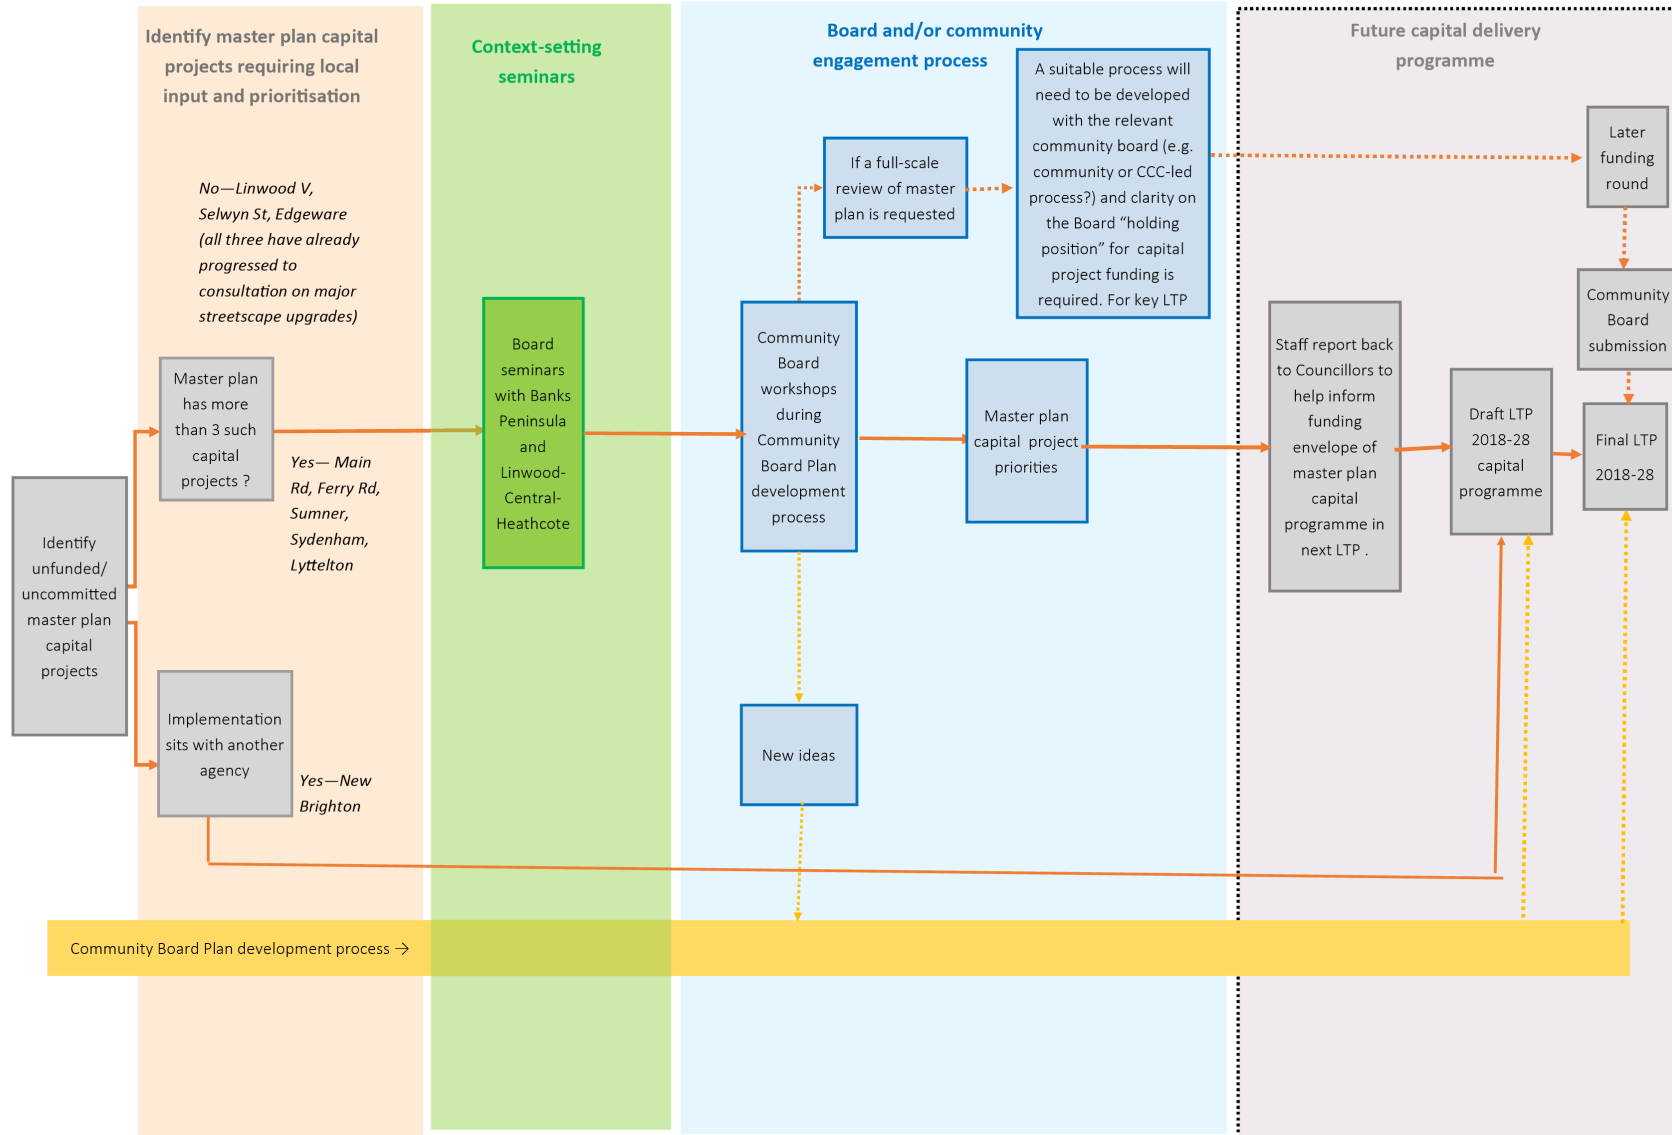 Identify master plan capital
projects requiring local
input and prioritisation
Context-setting
seminars
Board and/or community
engagement process
Future capital delivery
programme
No—Linwood V,
Selwyn St, Edgeware
(all three have already
progressed to
consultation on major
streetscape upgrades)
Identify
unfunded/
uncommitted
master plan
capital
projects
Master plan
has more
than 3 such
capital
projects ?
Yes— Main
Rd, Ferry Rd,
Sumner,
Sydenham,
Lyttelton
Implementation
sits with another
agency
Yes—New
Brighton
Board
seminars
with Banks
Peninsula
and
Linwood-
Central-
Heathcote
Community
Board
workshops
during
Community
Board Plan
development
process
If a full-scale
review of master
plan is requested
A suitable process will
need to be developed
with the relevant
community board (e.g.
community or CCC-led
process?) and clarity on
the Board “holding
position” for  capital
project funding is
required. For key LTP
Master plan
capital  project
priorities
New ideas
Staff report back
to Councillors to
help inform
funding
envelope of
master plan
capital
programme in
next LTP .
Draft LTP
2018-28
capital
programme
Later
funding
round
Community
Board
submission
Final LTP
2018-28
Community Board Plan development process →